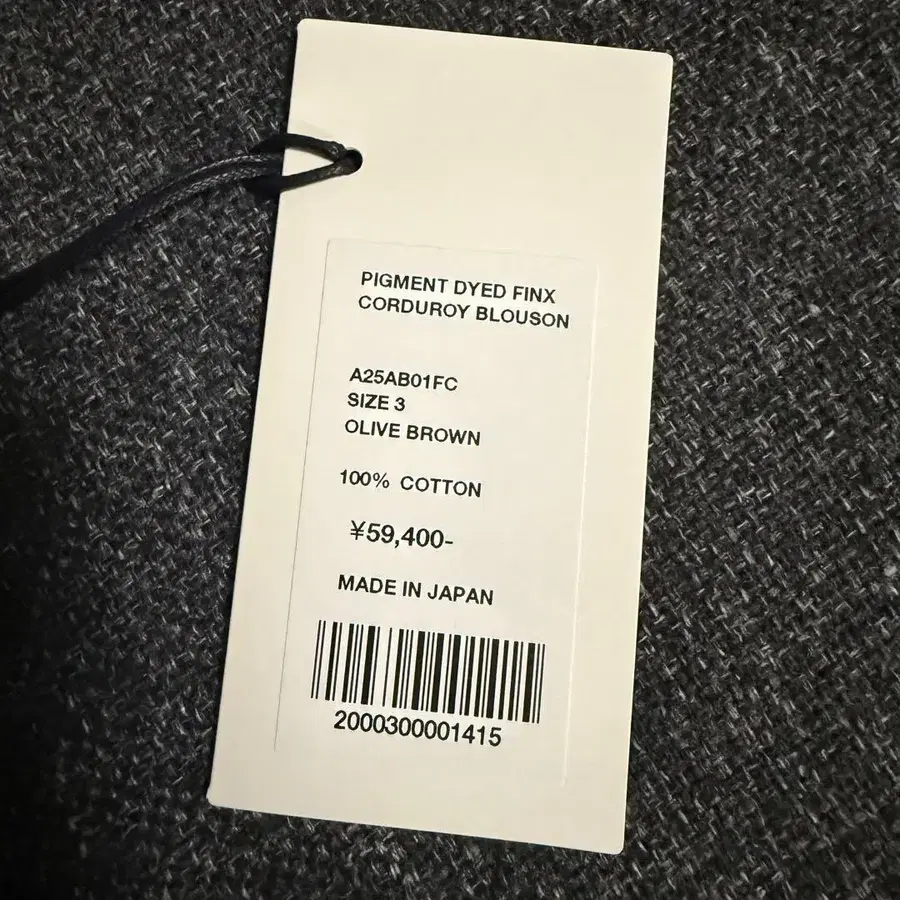 PIGMENT DYED FINX
CORDUROY BLOUSON
A25AB01FC
SIZE 3
OLIVE BROWN
100% COTTON
¥59,400-
MADE IN JAPAN
2000300001415